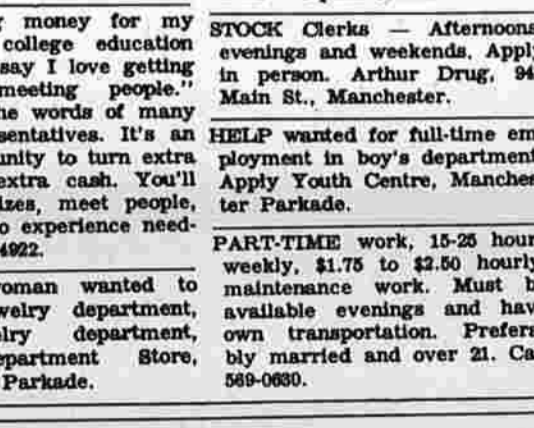 money for my
college education
say I love getting
meeting people."
words of many
sentatives. It's an
unity to turn extra
extra cash. You'll
izes, meet people,
o experience need-
4922.
oman wanted to
welry department,
lry department,
epartment Store,
Parkade.
STOCK Clerks — Afternoons
evenings and weekends. Appl
in person. Arthur Drug, 94
Main St., Manchester.
HELP wanted for full-time em
ployment in boy's department
Apply Youth Centre, Manches
ter Parkade.
PART-TIME work, 15-25 hour
weekly, $1.75 to $2.50 hourly
maintenance work. Must b
available evenings and hav
own transportation. Prefera
bly married and over 21. Ca
569-0630.